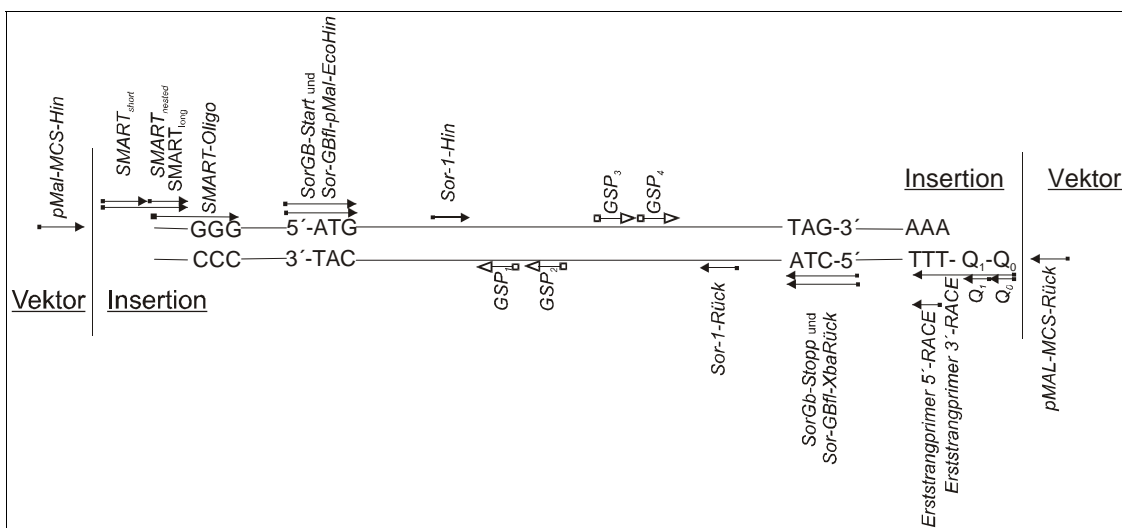 pMal-MCS-Hin
SMARTshort
SMARTnested
SMARTlong
SMART-Oligo
SorGB-Start und
Sor-GBfl-pMal-EcoHin
Sor-1-Hin
GSP3
GSP4
Insertion
Vektor
GGG 5´-ATG TAG-3´ AAA
CCC 3´-TAC ATC-5´ TTT- Q1-Q0
GSP1
GSP2
Q1
Q0
Vektor
Insertion
Sor-1-Rück
SorGb-Stopp und
Sor-GBfl-XbaRück
Erststrangprimer 5´-RACE
Erststrangprimer 3´-RACE
pMAL-MCS-Rück